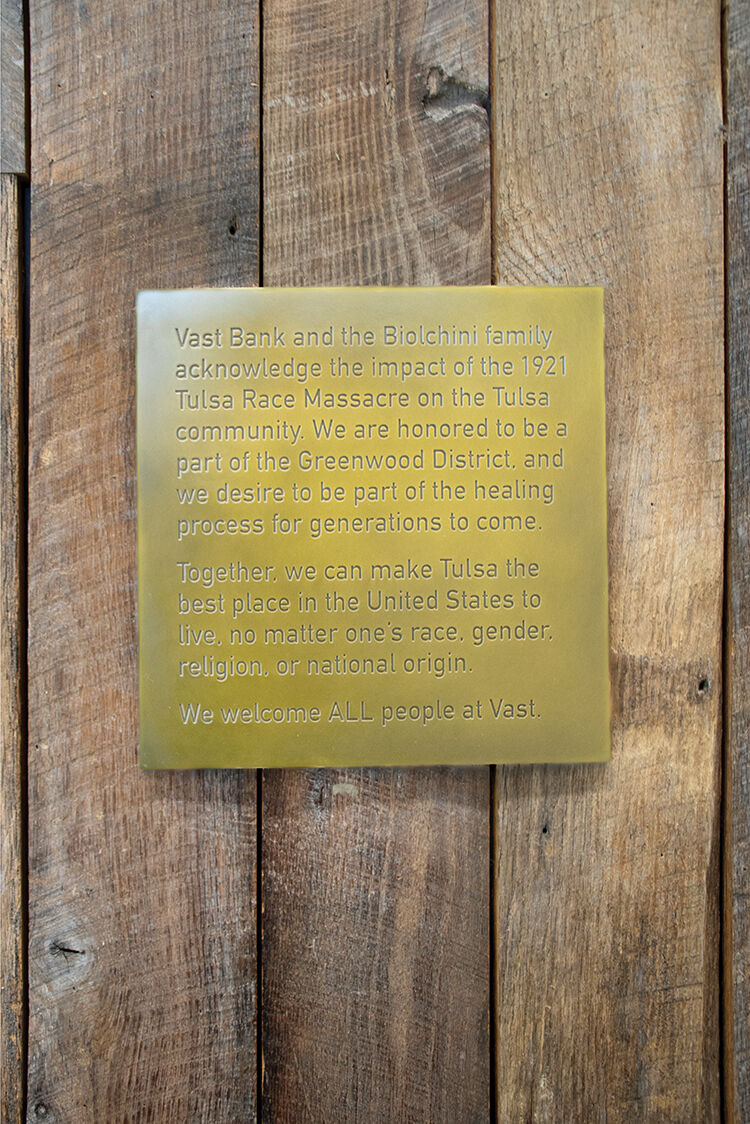 Vast Bank and the Biolchini family
acknowledge the impact of the 1921
Tulsa Race Massacre on the Tulsa
community. We are honored to be a
part of the Greenwood District, and
we desire to be part of the healing
process for generations to come.
Together, we can make Tulsa the
best place in the United States to
live, no matter one's race, gender,
religion, or national origin.
We welcome ALL people at Vast.